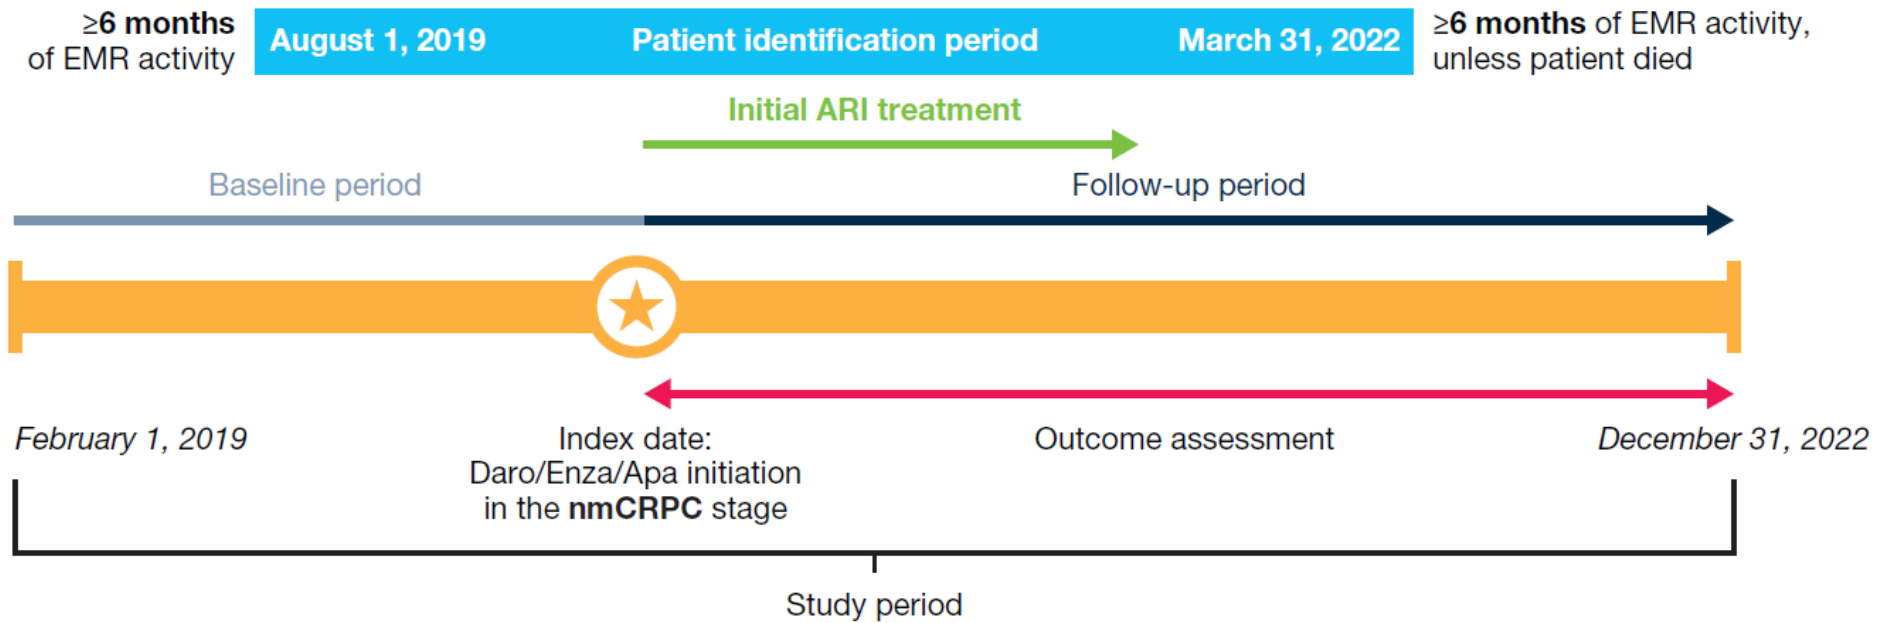 ≥6 months
of EMR activity
August 1, 2019
Patient identification period
March 31, 2022
≥6 months of EMR activity,
unless patient died
Initial ARI treatment
Baseline period
Follow-up period
February 1, 2019
Index date:
Daro/Enza/Apa initiation
in the nmCRPC stage
Outcome assessment
December 31, 2022
Study period